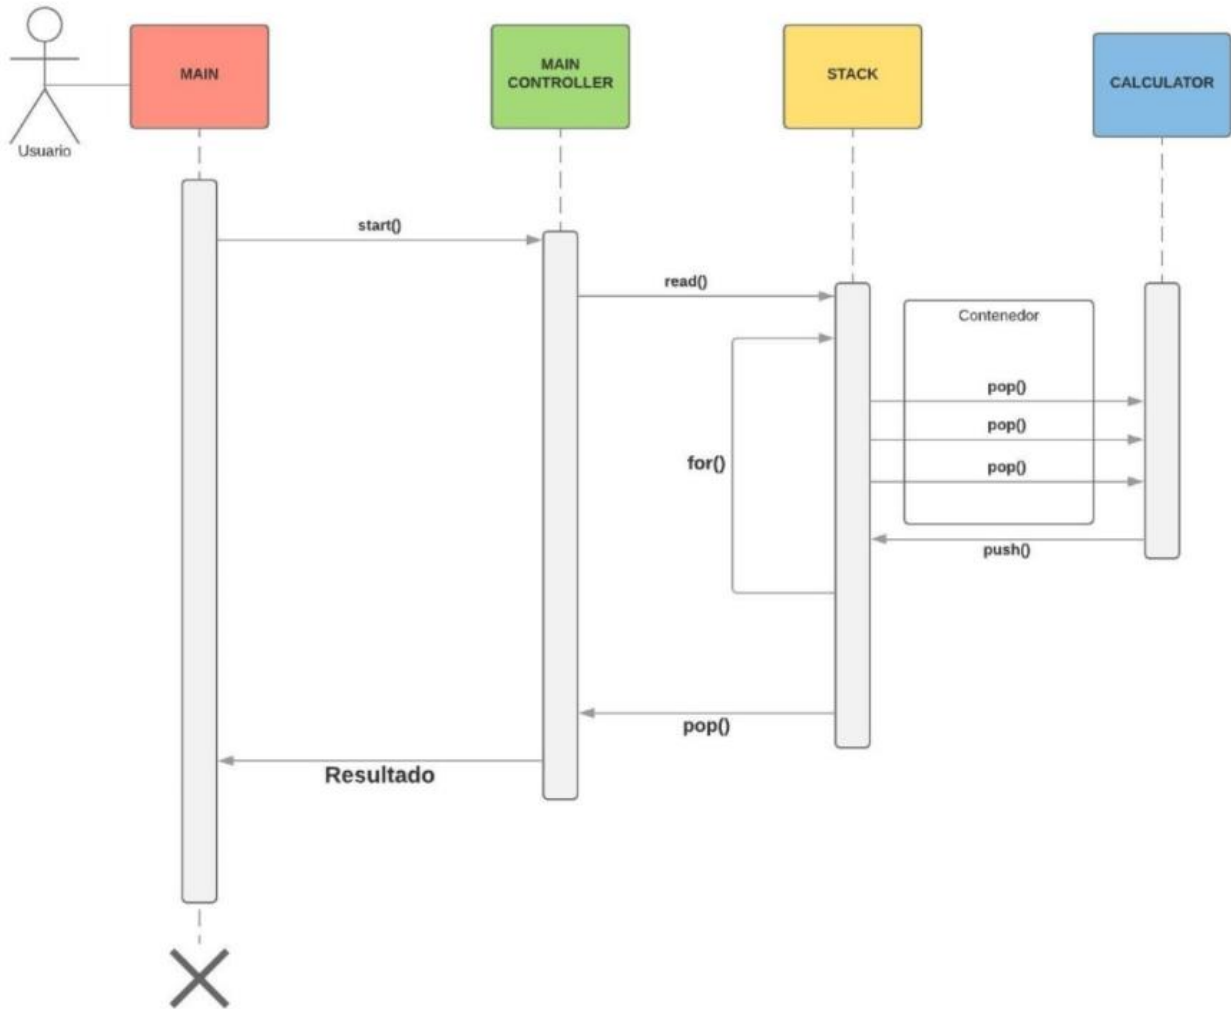 MAIN
MAIN
CONTROLLER
STACK
CALCULATOR
Usuario
start()
read()
Contenedor
pop()
pop()
for()
pop()
push()
pop()
Resultado